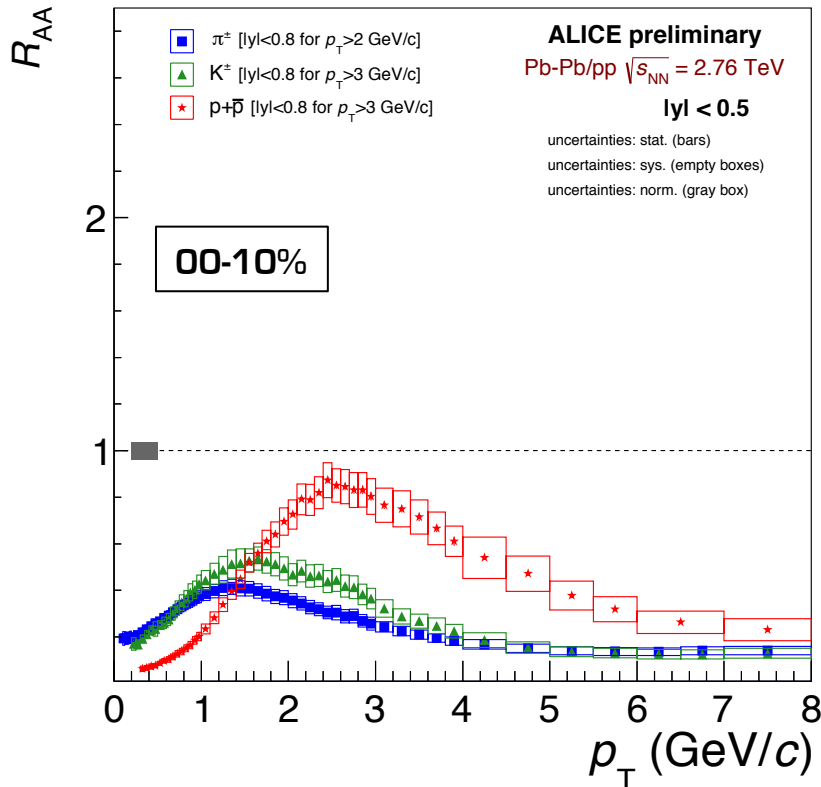 R_AA
π± [|y|<0.8 for p_T>2 GeV/c]
K± [|y|<0.8 for p_T>3 GeV/c]
p+p̅ [|y|<0.8 for p_T>3 GeV/c]
ALICE preliminary
Pb-Pb/pp √s_NN = 2.76 TeV
|y| < 0.5
uncertainties: stat. (bars)
uncertainties: sys. (empty boxes)
uncertainties: norm. (gray box)
2
00-10%
1
0 1 2 3 4 5 6 7 8
p_T (GeV/c)